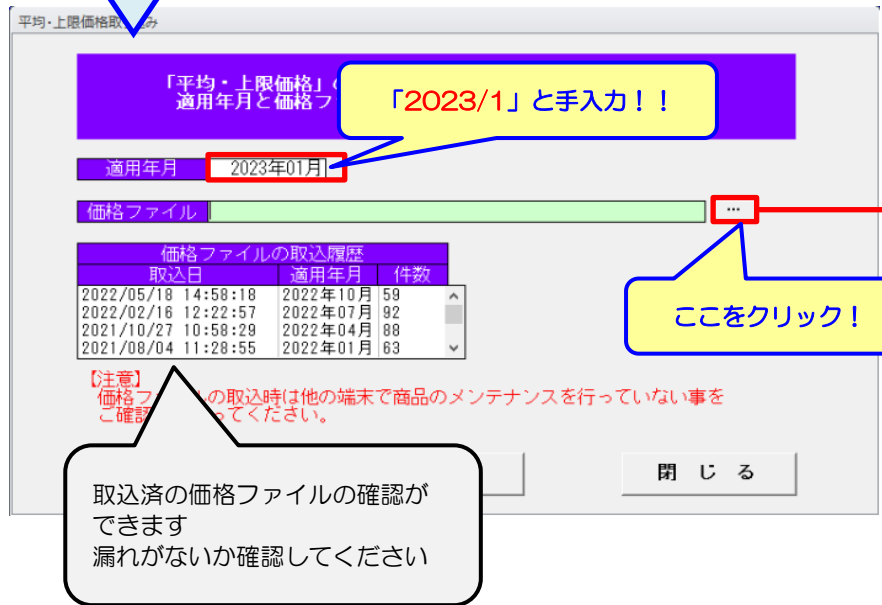 平均・上限価格取 み
「平均・上限価格」
適用年月と価格フ
「2023/1」と手入力！！
適用年月 2023年01月
価格ファイル ...
価格ファイルの取込履歴
取込日 適用年月 件数
2022/05/18 14:58:18 2022年10月 59
2022/02/16 12:22:57 2022年07月 92
2021/10/27 10:58:29 2022年04月 88
2021/08/04 11:28:55 2022年01月 63
ここをクリック！
【注意】
価格フ ルの取込時は他の端末で商品のメンテナンスを行っていない事を
ご確認 ってください。
閉じる
取込済の価格ファイルの確認が
できます
漏れがないか確認してください